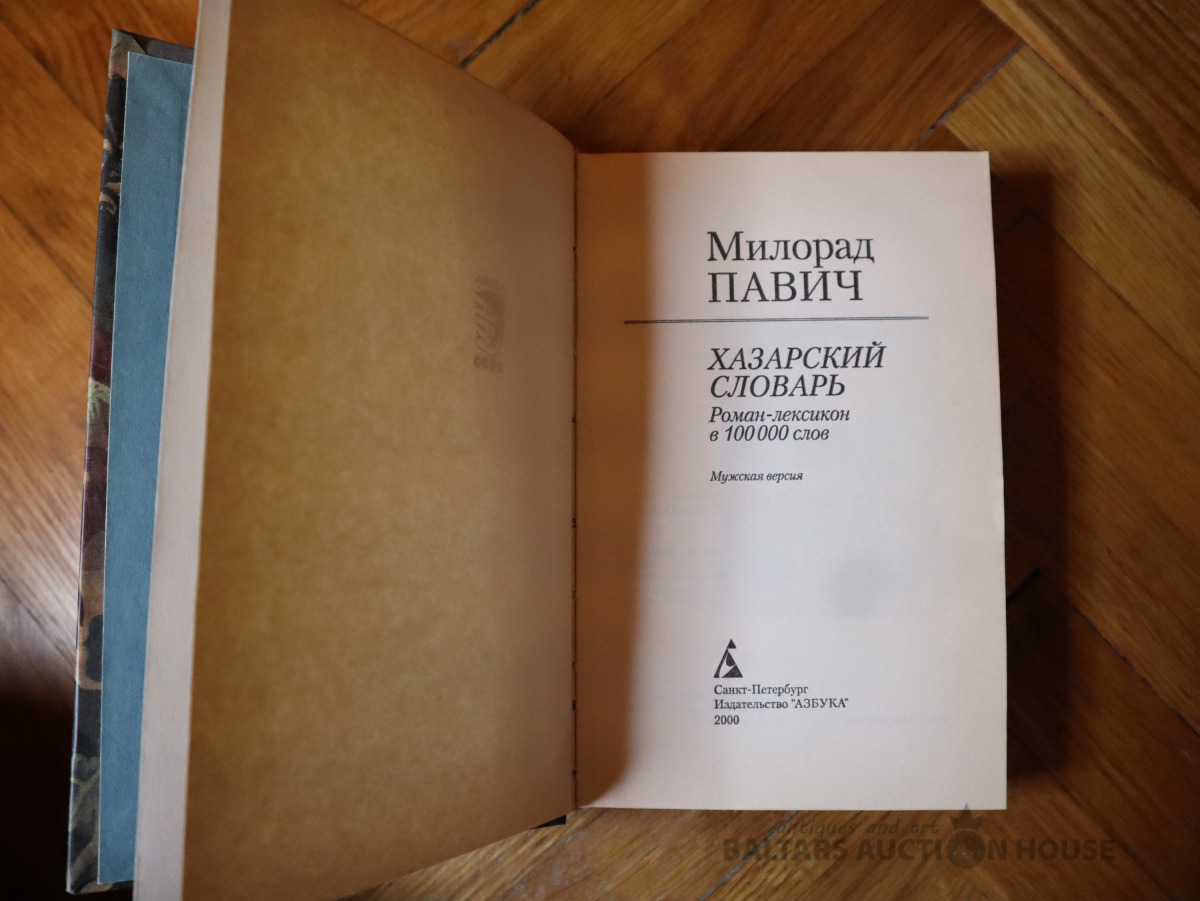 Милорад
ПАВИЧ
ХАЗАРСКИЙ
СЛОВАРЬ
Роман-лексикон
в 100 000 слов
Мужская версия
Санкт-Петербург
Издательство "АЗБУКА"
2000
antiques and art
BALTARS AUCTION HOUSE